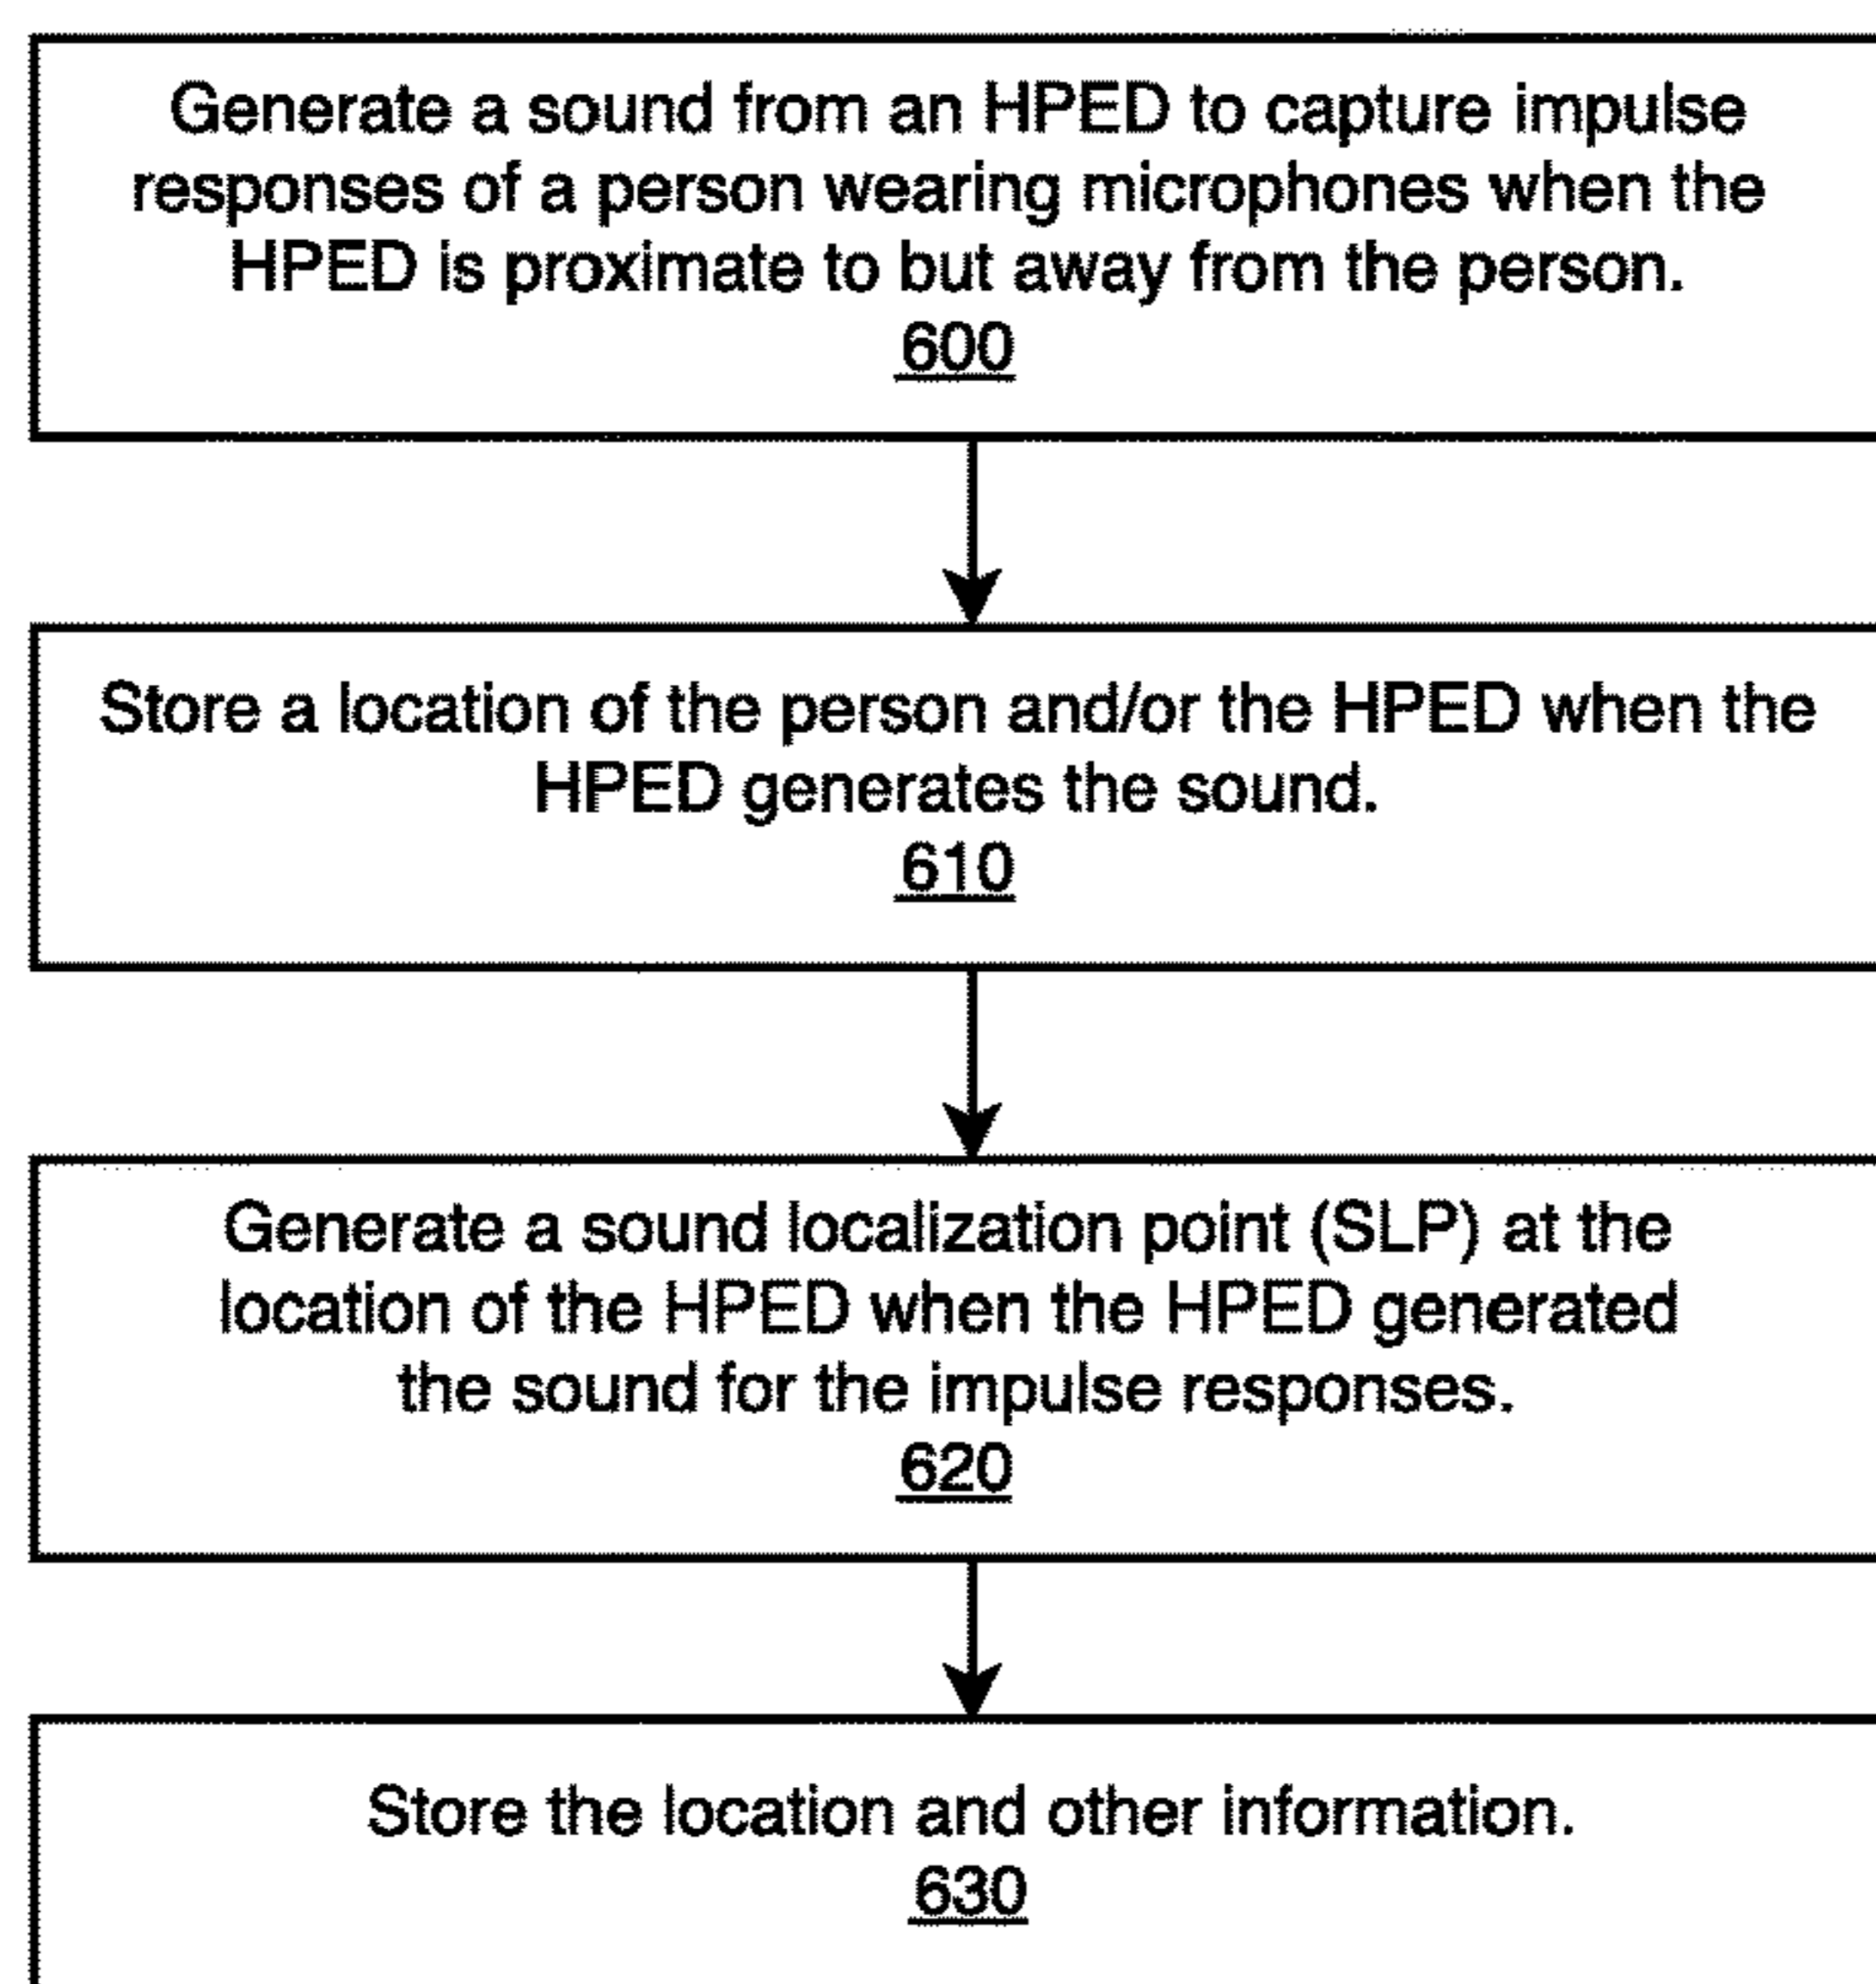 Generate a sound from an HPED to capture impulse
responses of a person wearing microphones when the
HPED is proximate to but away from the person.
600
Store a location of the person and/or the HPED when the
HPED generates the sound.
610
Generate a sound localization point (SLP) at the
location of the HPED when the HPED generated
the sound for the impulse responses.
620
Store the location and other information.
630